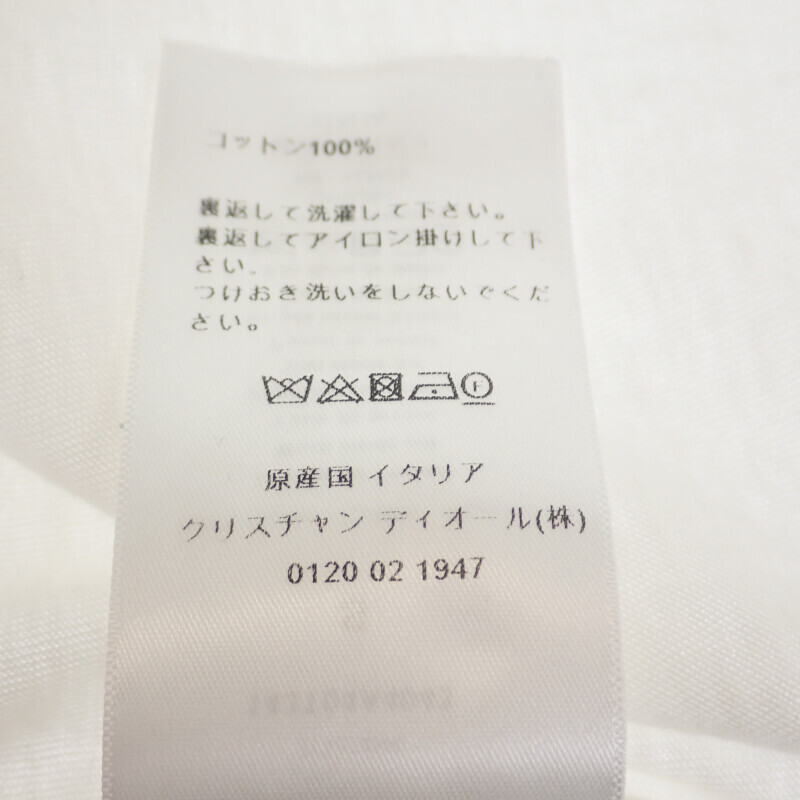 コットン100%
裏返して洗濯して下さい。
裏返してアイロン掛けして下
さい。
つけおき洗いをしないでくだ
さい。
F
原産国 イタリア
クリスチャン ディオール(株)
0120 02 1947